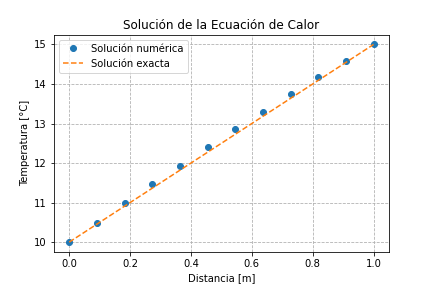 Solución de la Ecuación de Calor
Solución numérica
Solución exacta
Temperatura [°C]
15
14
13
12
11
10
0.0 0.2 0.4 0.6 0.8 1.0
Distancia [m]